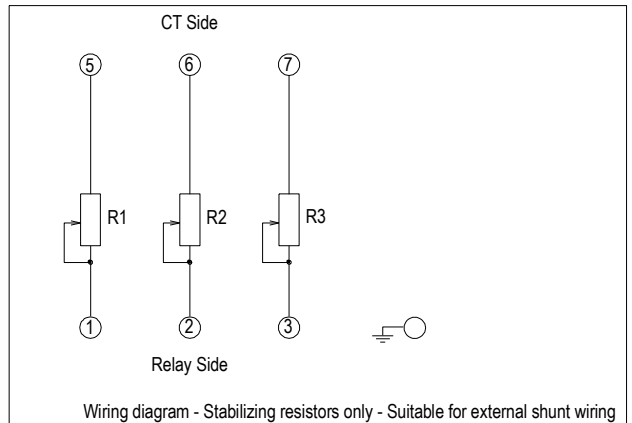 CT Side
5 6 7
R1 R2 R3
1 2 3
Relay Side
Wiring diagram - Stabilizing resistors only - Suitable for external shunt wiring